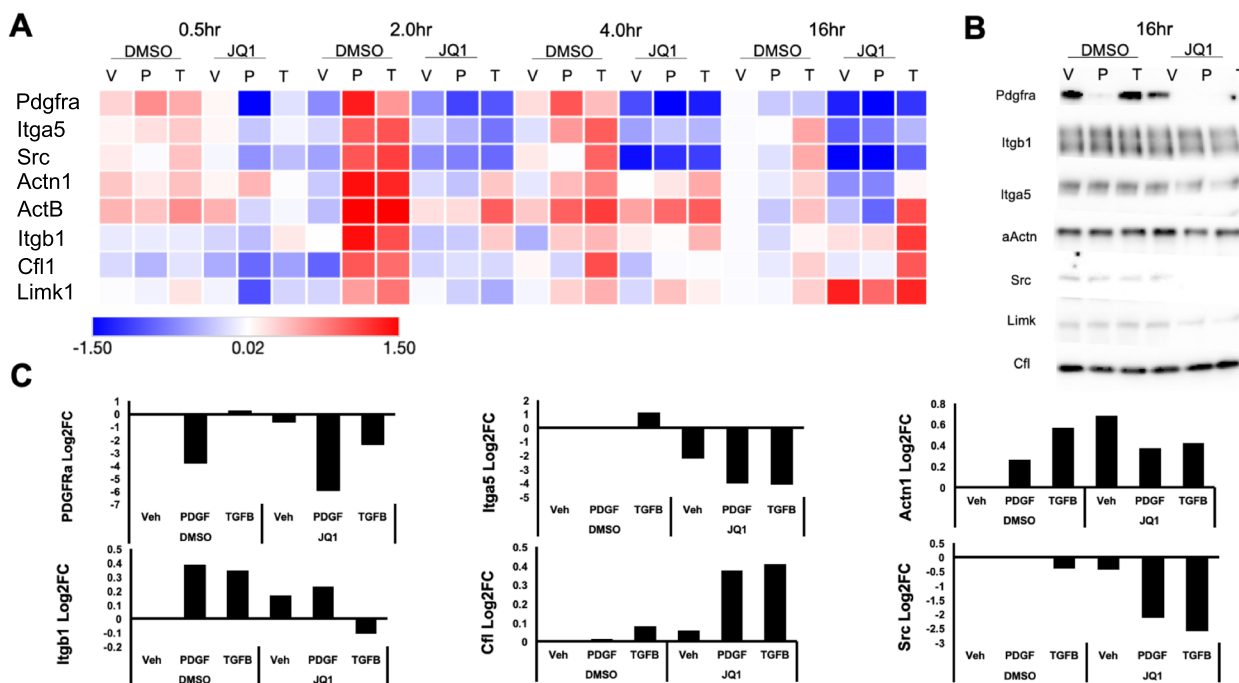 A
0.5hr 2.0hr 4.0hr 16hr
DMSO JQ1 DMSO JQ1 DMSO JQ1 DMSO JQ1
V P T V P T V P T V P T V P T V P T V P T V P T
Pdgfra
Itga5
Src
Actn1
ActB
Itgb1
Cfl1
Limk1
-1.50 0.02 1.50
B
16hr
DMSO JQ1
V P T V P
Pdgfra
Itgb1
Itga5
aActn
Src
Limk
Cfl
C
PDGFRa Log2FC
1
0
-1
-2
-3
-4
-5
-6
-7
Veh PDGF TGFB Veh PDGF TGFB
DMSO JQ1
Itga5 Log2FC
2
1
0
-1
-2
-3
-4
-5
Veh PDGF TGFB Veh PDGF TGFB
DMSO JQ1
Actn1 Log2FC
0.8
0.6
0.4
0.2
0
Veh PDGF TGFB Veh PDGF TGFB
DMSO JQ1
Itgb1 Log2FC
0.5
0.4
0.3
0.2
0.1
0
-0.1
-0.2
Veh PDGF TGFB Veh PDGF TGFB
DMSO JQ1
Cfl Log2FC
0.5
0.4
0.3
0.2
0.1
0
Veh PDGF TGFB Veh PDGF TGFB
DMSO JQ1
Src Log2FC
0.5
0
-0.5
-1
-1.5
-2
-2.5
-3
Veh PDGF TGFB Veh PDGF TGFB
DMSO JQ1